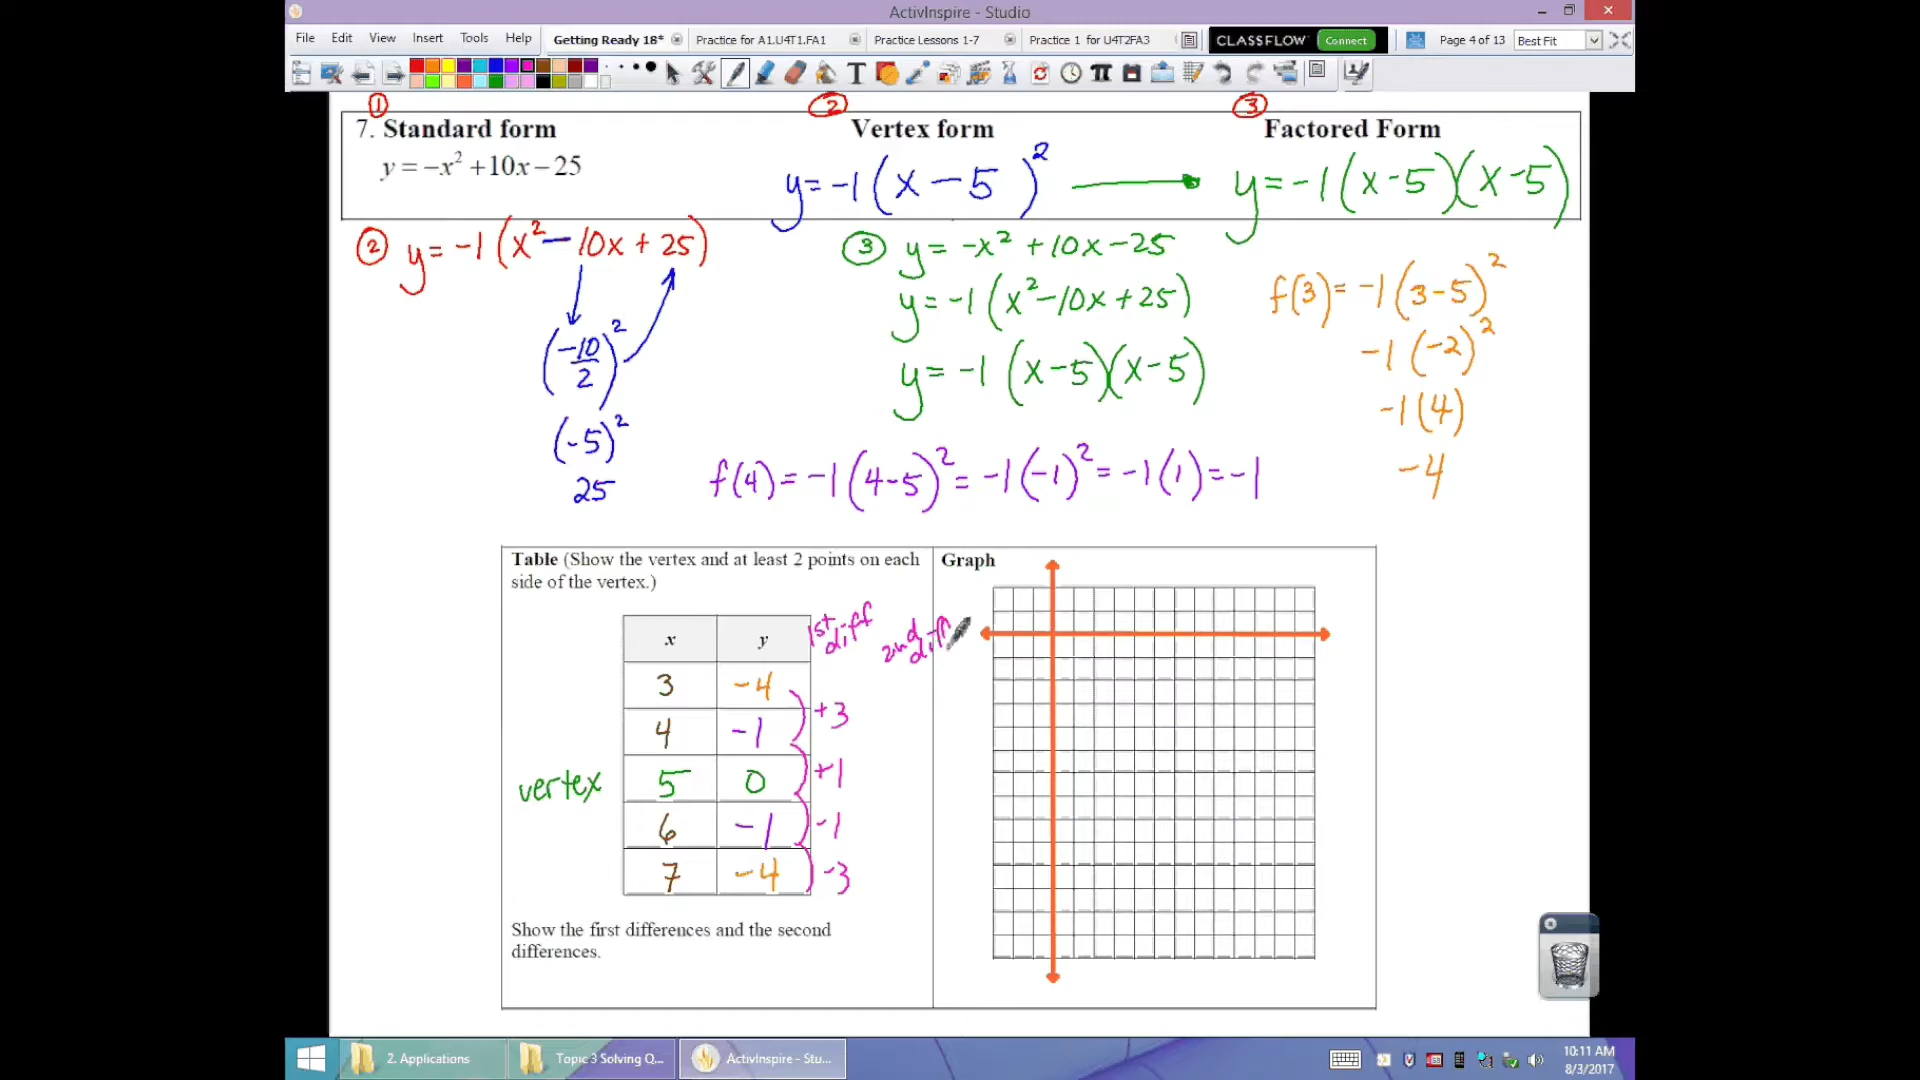 ActivInspire - Studio
File Edit View Insert Tools Help Getting Ready 18* Practice for A1.U4T1.FA1 Practice Lessons 1-7 Practice 1 for U4T2FA3 CLASSFLOW Connect Page 4 of 13 Best Fit
① ② ③
7. Standard form Vertex form Factored Form
y = -x² +10x-25 y = -1(x - 5)² y = -1(x-5)(x-5)
② y = -1(x² - 10x + 25) ③ y = -x² + 10x - 25
y = -1(x² - 10x + 25) f(3) = -1(3-5)²
(-10/2)² y = -1 (x-5)(x-5) -1(-2)²
-1(4)
(-5)² f(4) = -1(4-5)² = -1(-1)² = -1(1) = -1 -4
25
Table (Show the vertex and at least 2 points on each
side of the vertex.)
Graph
x y 1st diff 2nd diff
3 -4
+3
4 -1
+1
vertex 5 0
-1
6 -1
-3
7 -4
Show the first differences and the second
differences.
2. Applications Topic 3 Solving Q... ActivInspire - Stu... 10:11 AM
8/3/2017